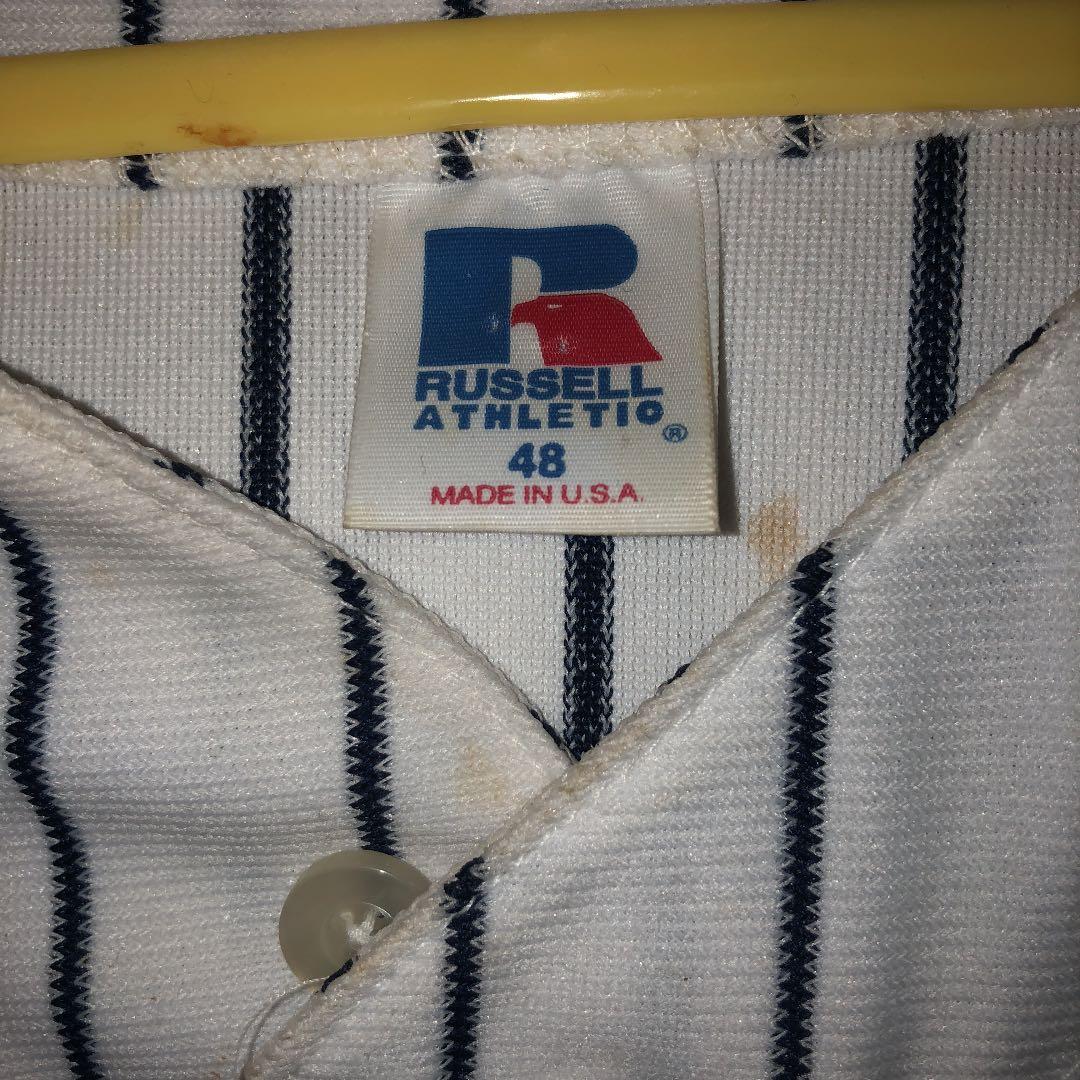 RUSSELL
ATHLETIC
®
48
MADE IN U.S.A.